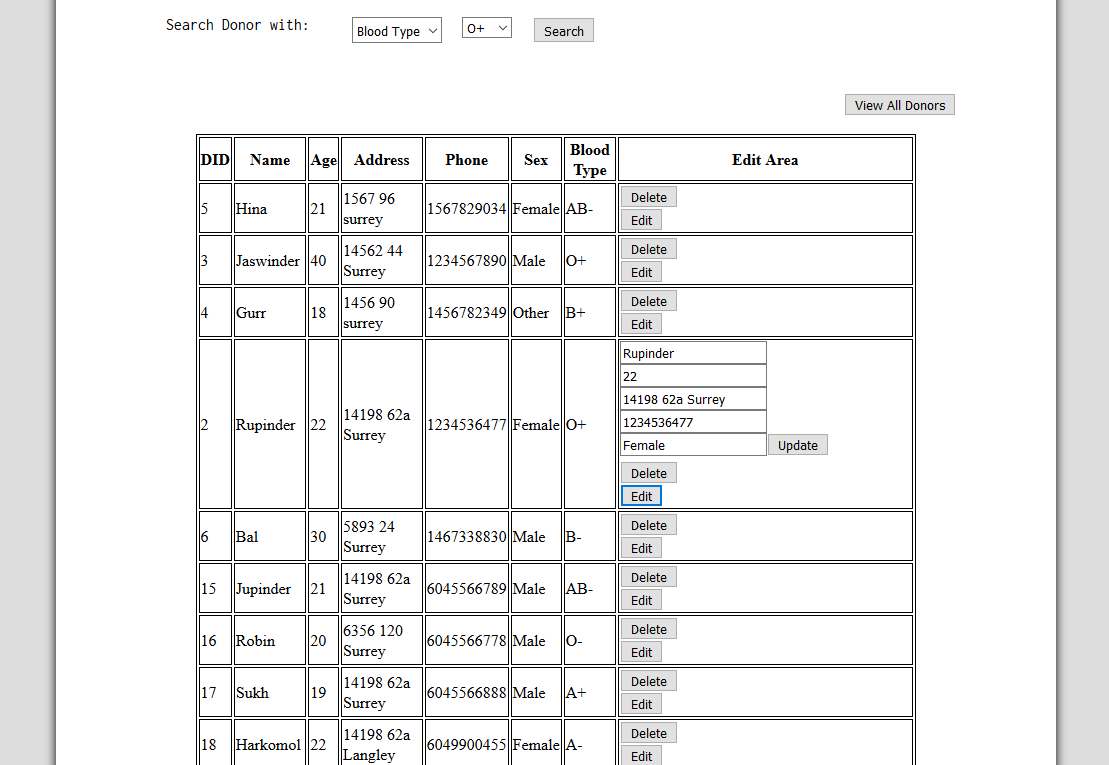 Search Donor with: Blood Type O+ Search
View All Donors
DID Name Age Address Phone Sex Blood Type Edit Area
5 Hina 21 1567 96 surrey 1567829034 Female AB- Delete Edit
3 Jaswinder 40 14562 44 Surrey 1234567890 Male O+ Delete Edit
4 Gurr 18 1456 90 surrey 1456782349 Other B+ Delete Edit
2 Rupinder 22 14198 62a Surrey 1234536477 Female O+
Rupinder
22
14198 62a Surrey
1234536477
Female Update
Delete
Edit
6 Bal 30 5893 24 Surrey 1467338830 Male B- Delete Edit
15 Jupinder 21 14198 62a Surrey 6045566789 Male AB- Delete Edit
16 Robin 20 6356 120 Surrey 6045566778 Male O- Delete Edit
17 Sukh 19 14198 62a Surrey 6045566888 Male A+ Delete Edit
18 Harkomol 22 14198 62a Langley 6049900455 Female A- Delete Edit